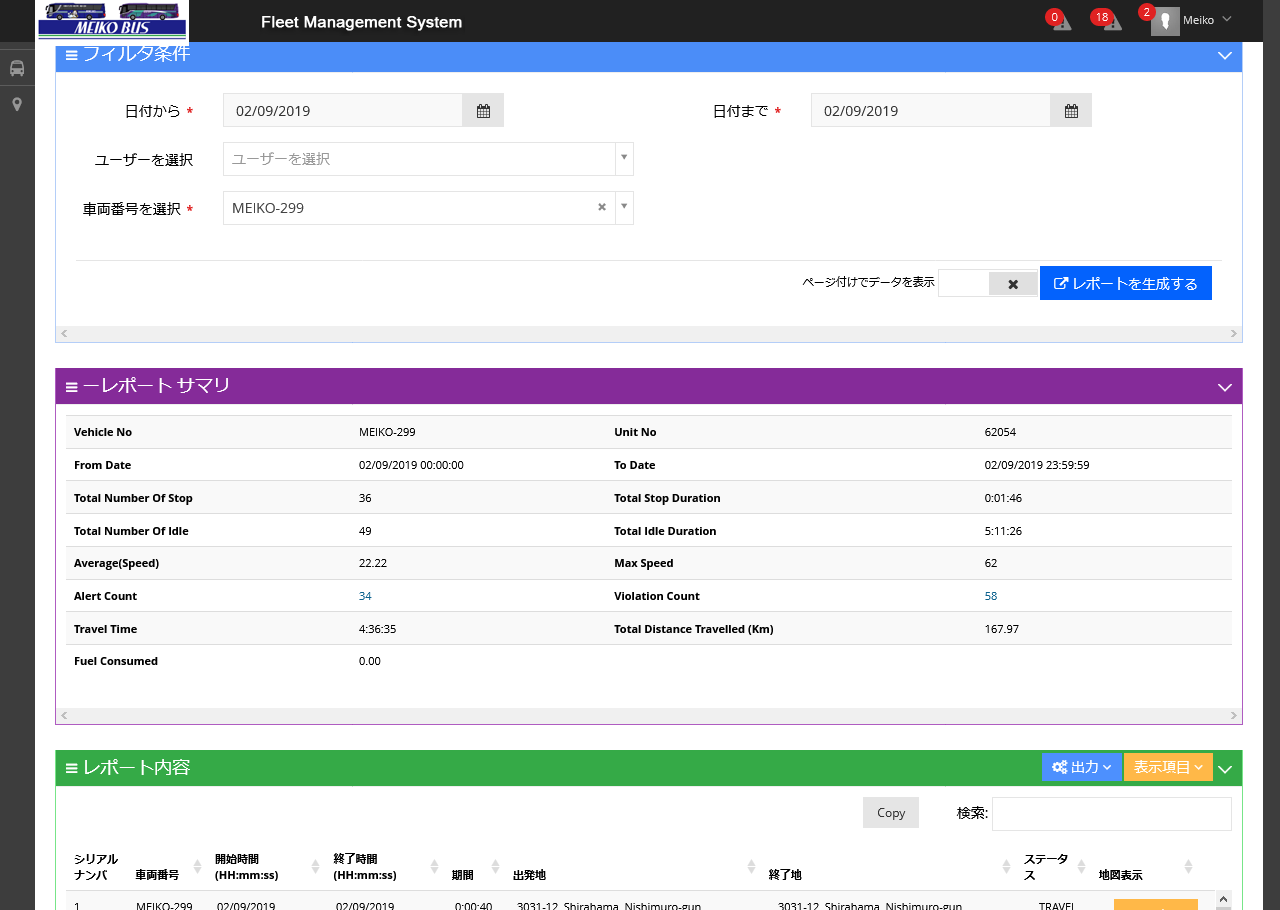 MEIKO BUS
Fleet Management System
0
18
2
Meiko
フィルタ条件
日付から *
02/09/2019
日付まで *
02/09/2019
ユーザーを選択
ユーザーを選択
車両番号を選択 *
MEIKO-299
ページ付けでデータを表示
レポートを生成する
ーレポート サマリ
Vehicle No MEIKO-299 Unit No 62054
From Date 02/09/2019 00:00:00 To Date 02/09/2019 23:59:59
Total Number Of Stop 36 Total Stop Duration 0:01:46
Total Number Of Idle 49 Total Idle Duration 5:11:26
Average(Speed) 22.22 Max Speed 62
Alert Count 34 Violation Count 58
Travel Time 4:36:35 Total Distance Travelled (Km) 167.97
Fuel Consumed 0.00
レポート内容
出力
表示項目
Copy
検索:
シリアル
ナンバ
車両番号
開始時間
(HH:mm:ss)
終了時間
(HH:mm:ss)
期間
出発地
終了地
ステータ
ス
地図表示
1 MEIKO-299 02/09/2019 02/09/2019 0:00:40 3031-12, Shirahama, Nishimuro-gun, 3031-12, Shirahama, Nishimuro-gun, TRAVEL